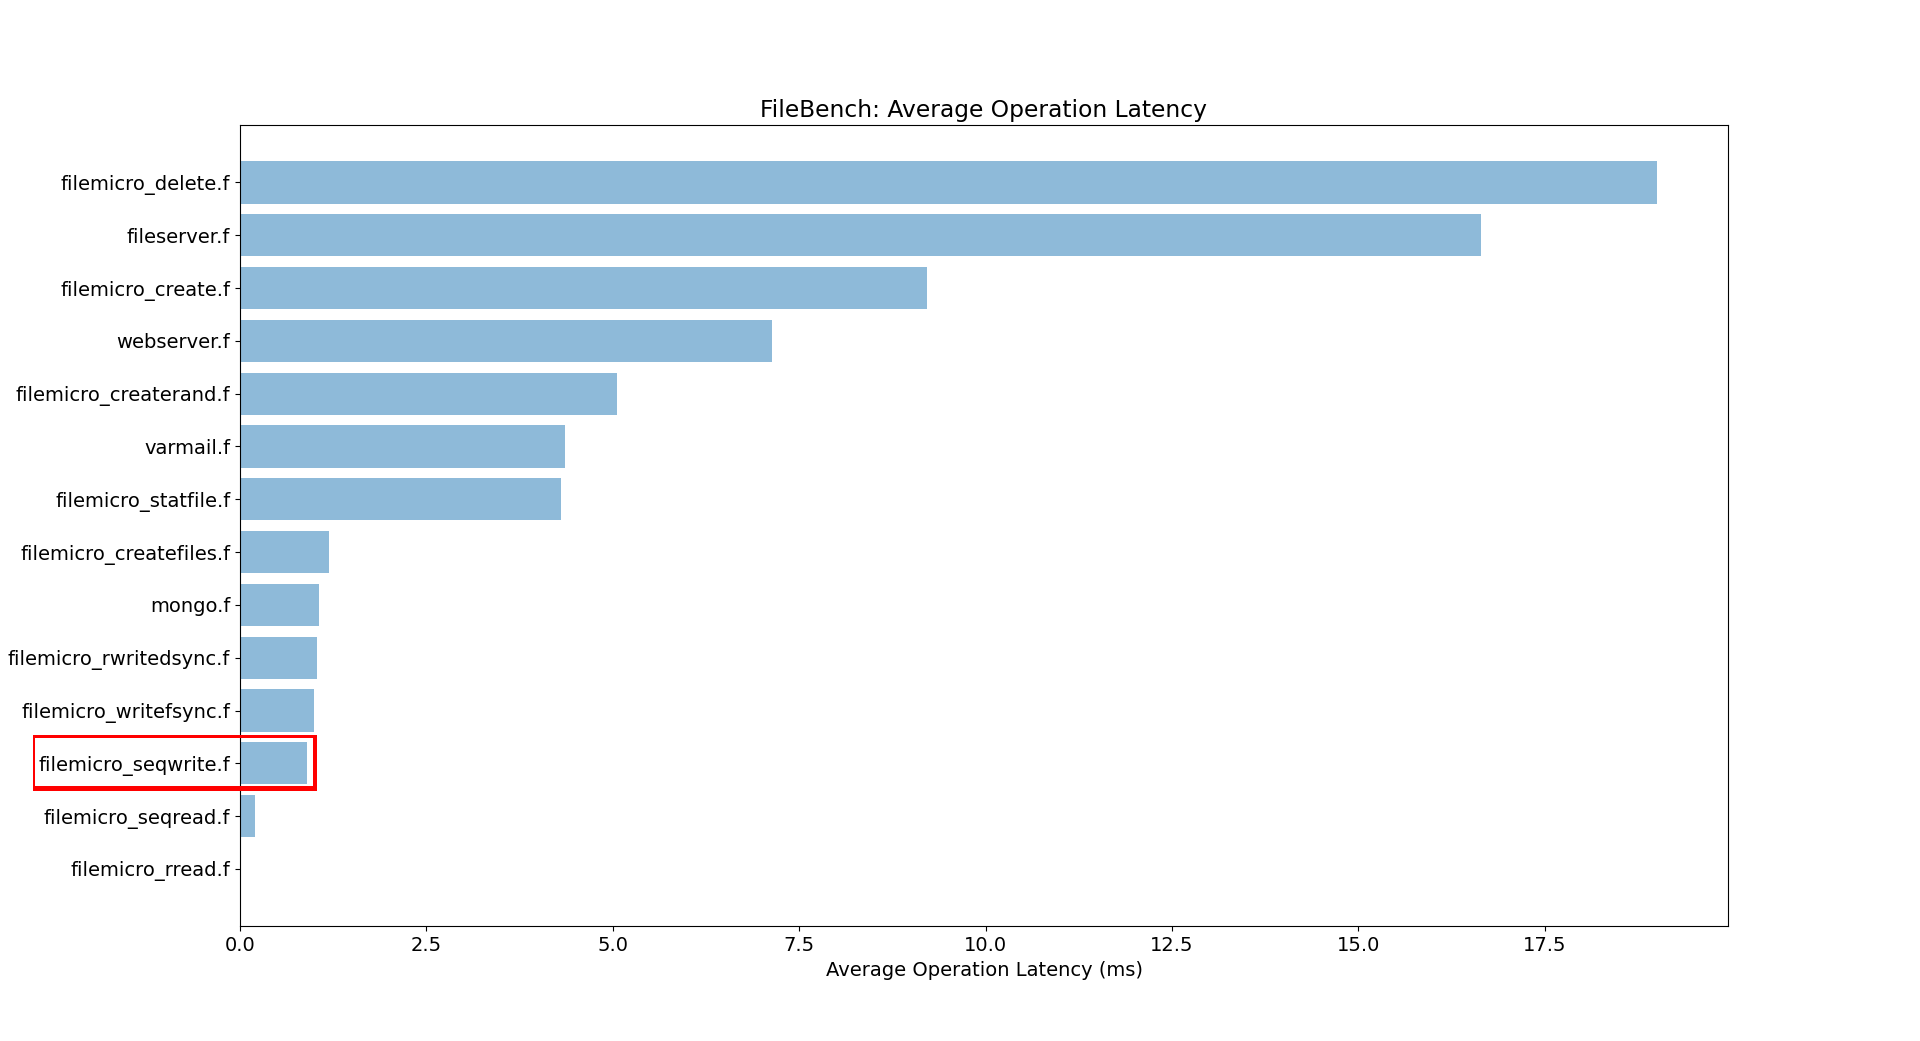 FileBench: Average Operation Latency
filemicro_delete.f
fileserver.f
filemicro_create.f
webserver.f
filemicro_createrand.f
varmail.f
filemicro_statfile.f
filemicro_createfiles.f
mongo.f
filemicro_rwritedsync.f
filemicro_writefsync.f
filemicro_seqwrite.f
filemicro_seqread.f
filemicro_rread.f
0.0 2.5 5.0 7.5 10.0 12.5 15.0 17.5
Average Operation Latency (ms)